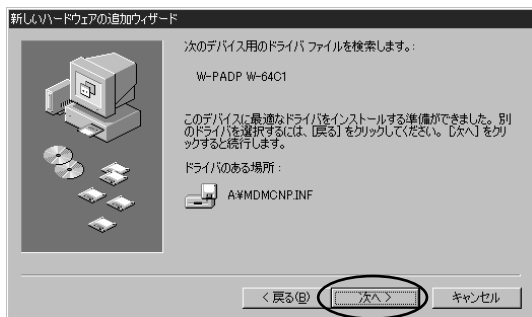 新しいハードウェアの追加ウィザード
次のデバイス用のドライバ ファイルを検索します。:
W-PADP W-64C1
このデバイスに最適なドライバをインストールする準備ができました。別
のドライバを選択するには、[戻る] をクリックしてください。[次へ] をクリ
ックすると続行します。
ドライバのある場所 :
A:¥MDMCNP.INF
< 戻る(B)
次へ >
キャンセル